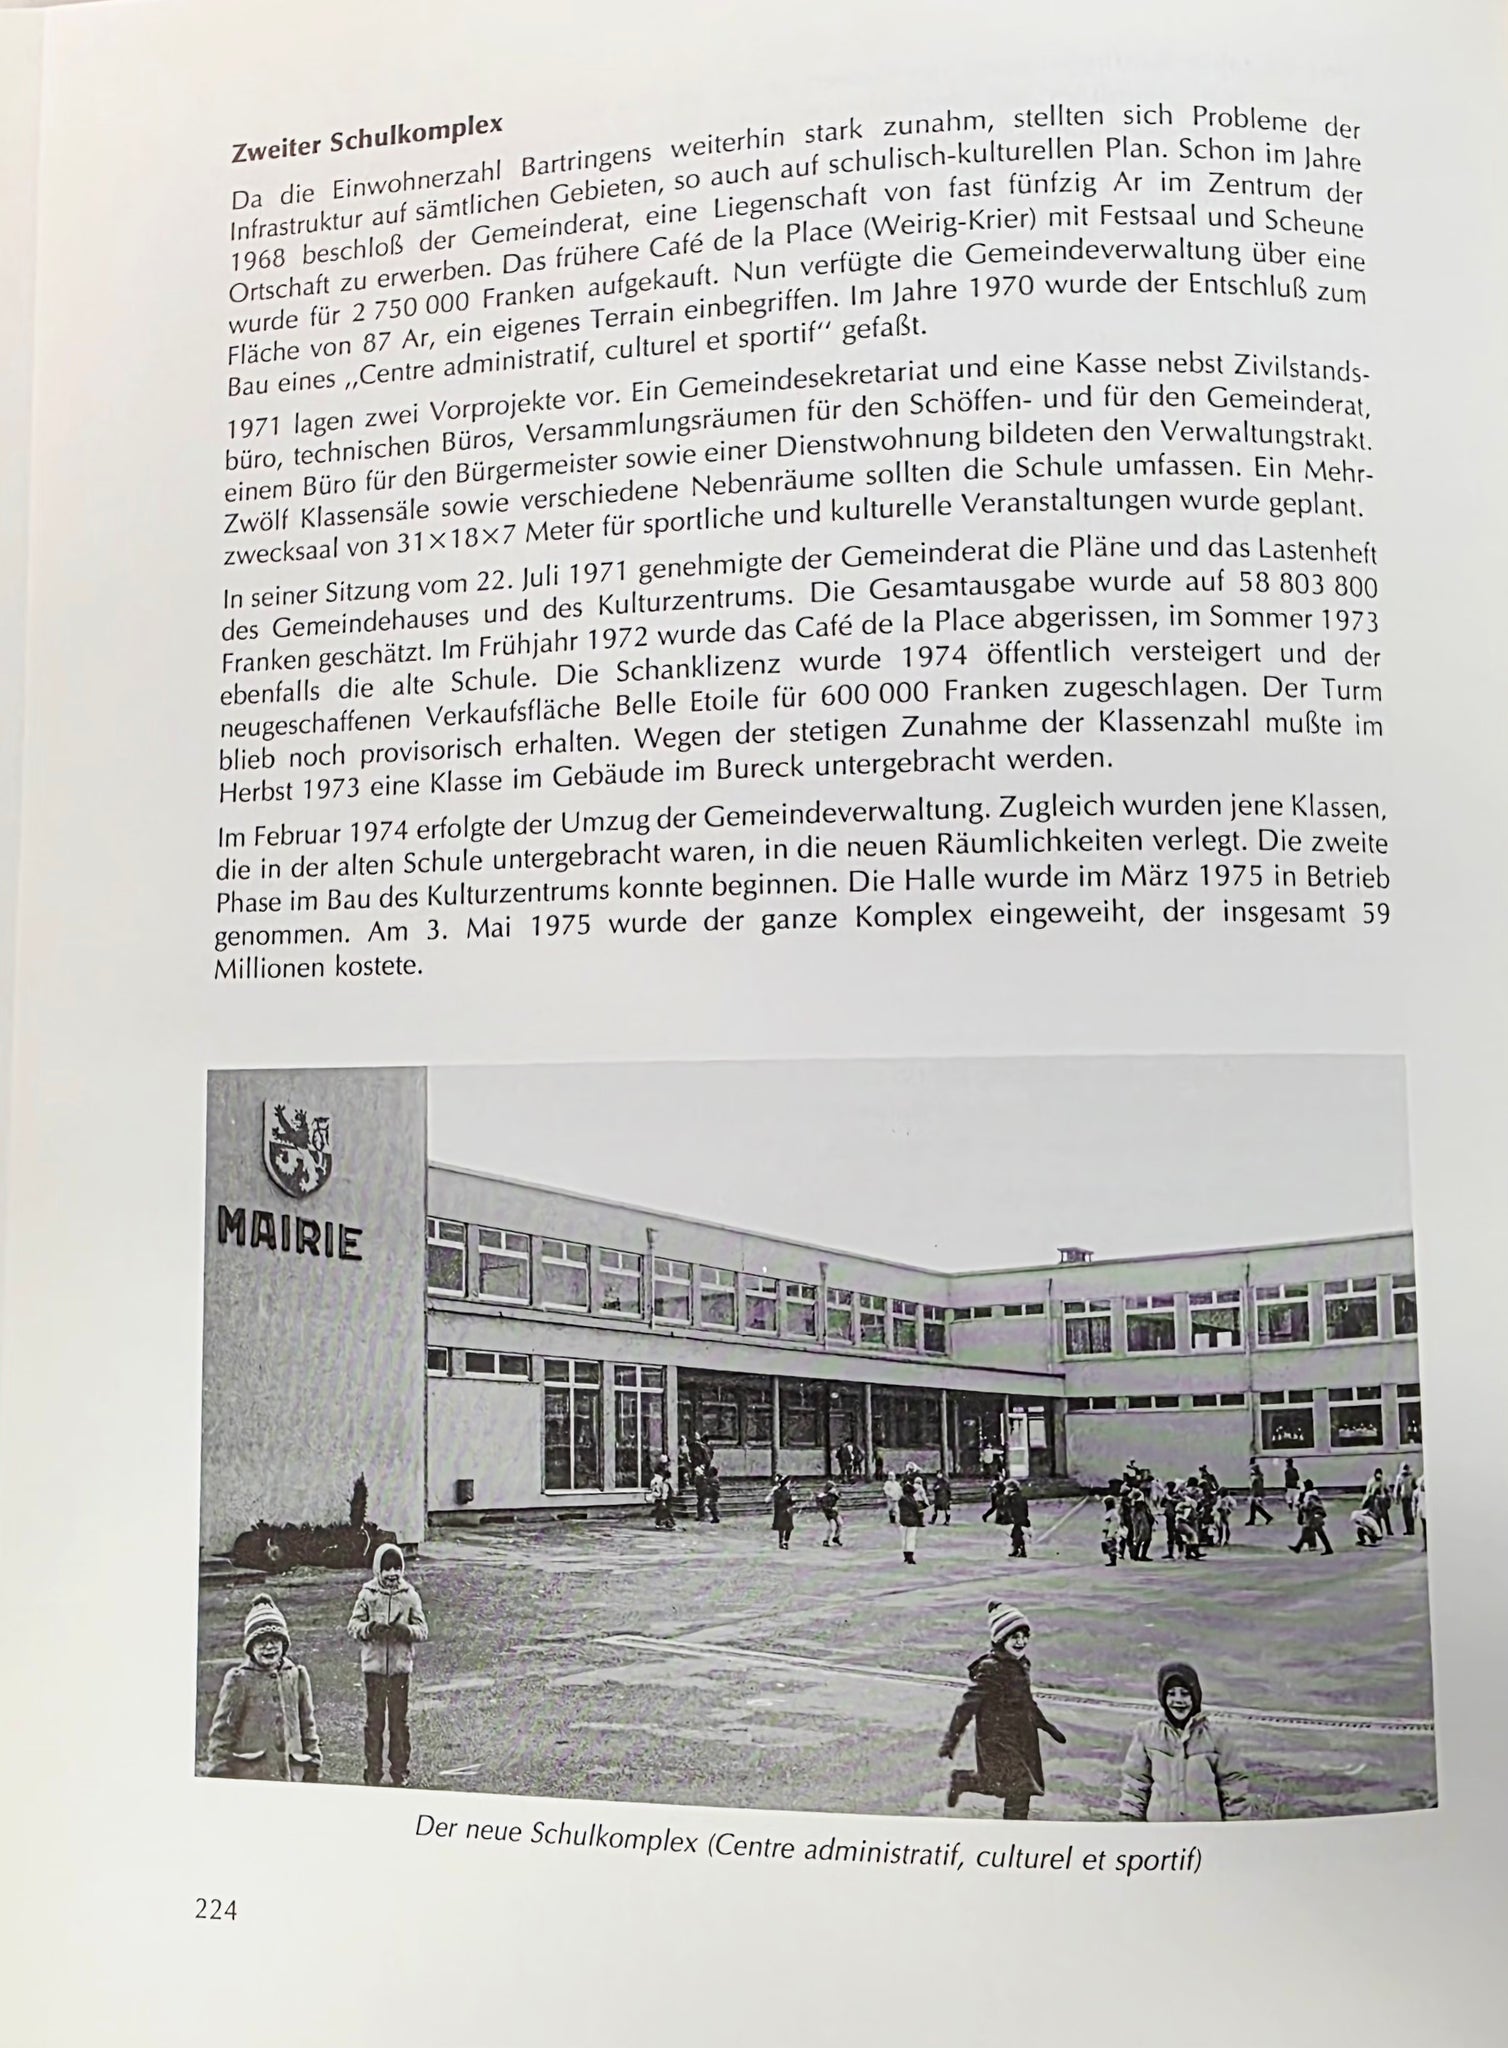 Zweiter Schulkomplex
Da die Einwohnerzahl Bartringens weiterhin stark zunahm, stellten sich Probleme der
Infrastruktur auf sämtlichen Gebieten, so auch auf schulisch-kulturellen Plan. Schon im Jahre
1968 beschloß der Gemeinderat, eine Liegenschaft von fast fünfzig Ar im Zentrum der
Ortschaft zu erwerben. Das frühere Café de la Place (Weirig-Krier) mit Festsaal und Scheune
wurde für 2 750 000 Franken aufgekauft. Nun verfügte die Gemeindeverwaltung über eine
Fläche von 87 Ar, ein eigenes Terrain einbegriffen. Im Jahre 1970 wurde der Entschluß zum
Bau eines „Centre administratif, culturel et sportif“ gefaßt.
1971 lagen zwei Vorprojekte vor. Ein Gemeindesekretariat und eine Kasse nebst Zivilstands-
büro, technischen Büros, Versammlungsräumen für den Schöffen- und für den Gemeinderat,
einem Büro für den Bürgermeister sowie einer Dienstwohnung bildeten den Verwaltungstrakt.
Zwölf Klassensäle sowie verschiedene Nebenräume sollten die Schule umfassen. Ein Mehr-
zwecksaal von 31×18×7 Meter für sportliche und kulturelle Veranstaltungen wurde geplant.
In seiner Sitzung vom 22. Juli 1971 genehmigte der Gemeinderat die Pläne und das Lastenheft
des Gemeindehauses und des Kulturzentrums. Die Gesamtausgabe wurde auf 58 803 800
Franken geschätzt. Im Frühjahr 1972 wurde das Café de la Place abgerissen, im Sommer 1973
ebenfalls die alte Schule. Die Schanklizenz wurde 1974 öffentlich versteigert und der
neugeschaffenen Verkaufsfläche Belle Etoile für 600 000 Franken zugeschlagen. Der Turm
blieb noch provisorisch erhalten. Wegen der stetigen Zunahme der Klassenzahl mußte im
Herbst 1973 eine Klasse im Gebäude im Bureck untergebracht werden.
Im Februar 1974 erfolgte der Umzug der Gemeindeverwaltung. Zugleich wurden jene Klassen,
die in der alten Schule untergebracht waren, in die neuen Räumlichkeiten verlegt. Die zweite
Phase im Bau des Kulturzentrums konnte beginnen. Die Halle wurde im März 1975 in Betrieb
genommen. Am 3. Mai 1975 wurde der ganze Komplex eingeweiht, der insgesamt 59
Millionen kostete.
MAIRIE
Der neue Schulkomplex (Centre administratif, culturel et sportif)
224